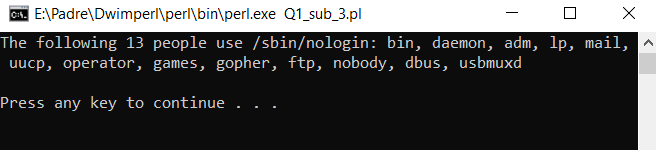 E:\Padre\Dwimperl\perl\bin\perl.exe Q1_sub_3.pl
The following 13 people use /sbin/nologin: bin, daemon, adm, lp, mail,
uucp, operator, games, gopher, ftp, nobody, dbus, usbmuxd
Press any key to continue . . .